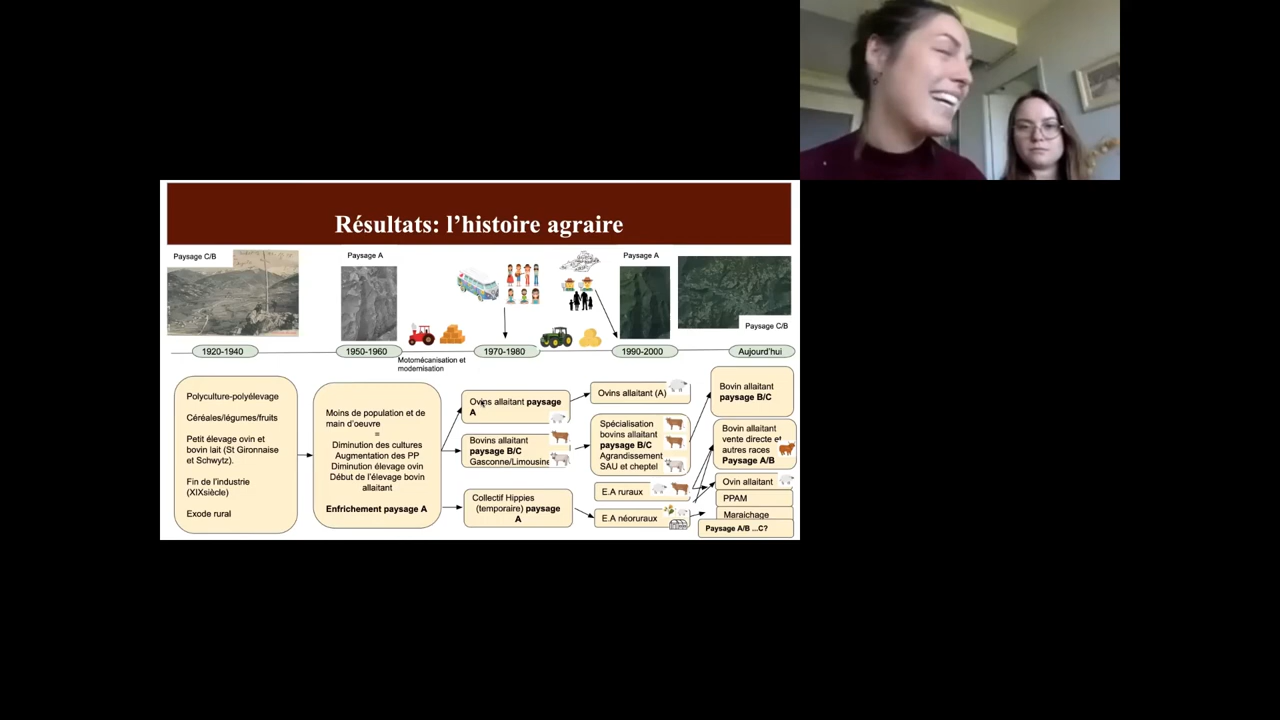 Résultats: l'histoire agraire
Paysage C/B
Paysage A
Paysage A
Paysage C/B
1920-1940
1950-1960
1970-1980
1990-2000
Aujourd'hui
Motomécanisation et
modernisation
Polyculture-polyélevage
Céréales/légumes/fruits
Petit élevage ovin et
bovin lait (St Gironnaise
et Schwytz).
Fin de l'industrie
(XIXsiècle)
Exode rural
Moins de population et de
main d'oeuvre
=
Diminution des cultures
Augmentation des PP
Diminution élevage ovin
Début de l'élevage bovin
allaitant
Enfrichement paysage A
Ovins allaitant paysage
A
Bovins allaitant
paysage B/C
Gasconne/Limousine
Collectif Hippies
(temporaire) paysage
A
Ovins allaitant (A)
Spécialisation
bovins allaitant
paysage B/C
Agrandissement
SAU et cheptel
E.A ruraux
E.A néoruraux
Bovin allaitant
paysage B/C
Bovin allaitant
vente directe et
autres races
Paysage A/B
Ovin allaitant
PPAM
Maraichage
Paysage A/B ...C?